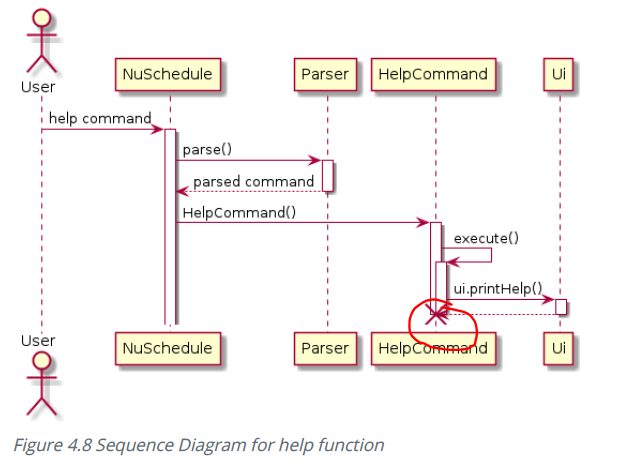 User
NuSchedule
Parser
HelpCommand
Ui
help command
parse()
parsed command
HelpCommand()
execute()
ui.printHelp()
User
NuSchedule
Parser
HelpCommand
Ui
Figure 4.8 Sequence Diagram for help function